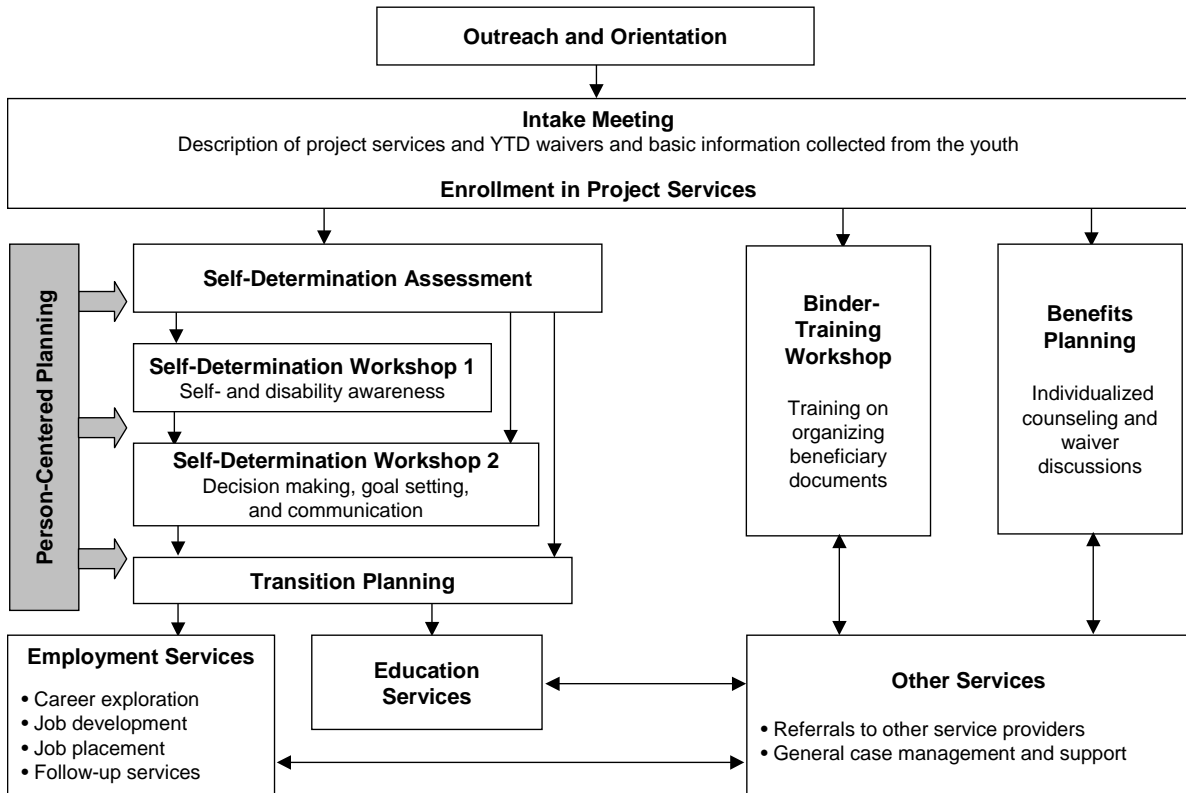 Outreach and Orientation
Intake Meeting
Description of project services and YTD waivers and basic information collected from the youth
Enrollment in Project Services
Person-Centered Planning
Self-Determination Assessment
Self-Determination Workshop 1
Self- and disability awareness
Self-Determination Workshop 2
Decision making, goal setting,
and communication
Transition Planning
Binder-
Training
Workshop
Training on
organizing
beneficiary
documents
Benefits
Planning
Individualized
counseling and
waiver
discussions
Employment Services
• Career exploration
• Job development
• Job placement
• Follow-up services
Education
Services
Other Services
• Referrals to other service providers
• General case management and support